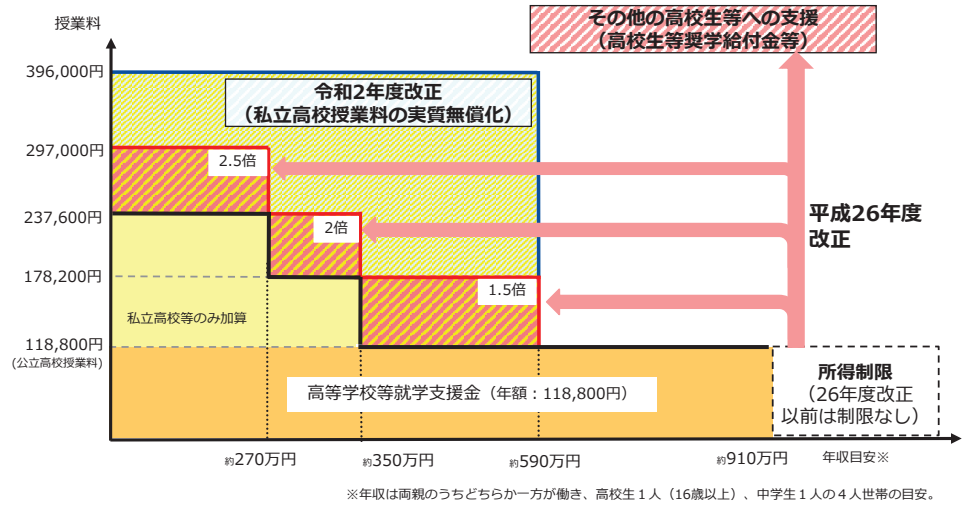 授業料
その他の高校生等への支援
(高校生等奨学給付金等)
396,000円
令和2年度改正
(私立高校授業料の実質無償化)
297,000円
2.5倍
237,600円
2倍
平成26年度
改正
178,200円
1.5倍
私立高校等のみ加算
118,800円
(公立高校授業料)
所得制限
(26年度改正
以前は制限なし)
高等学校等就学支援金(年額:118,800円)
約270万円
約350万円
約590万円
約910万円
年収目安※
※年収は両親のうちどちらか一方が働き、高校生1人(16歳以上)、中学生1人の4人世帯の目安。